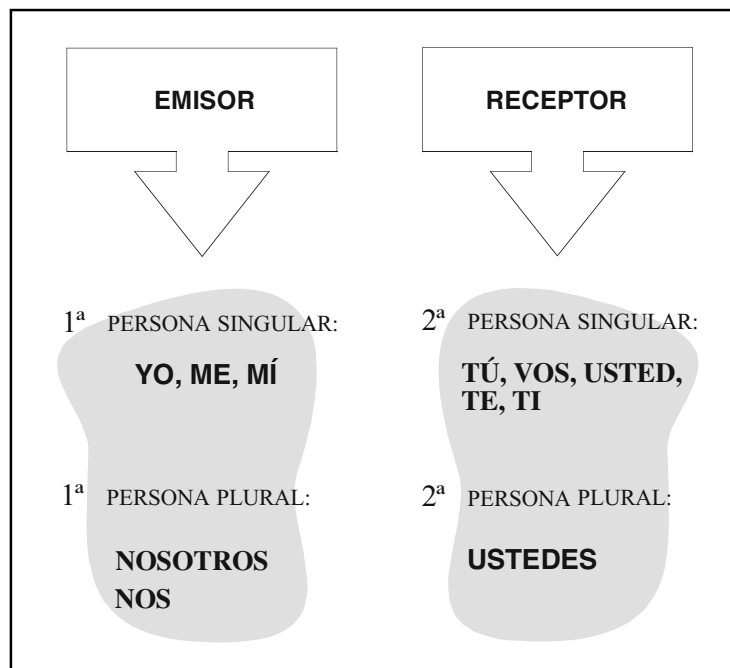 EMISOR
1ª PERSONA SINGULAR:
YO, ME, MÍ
1ª PERSONA PLURAL:
NOSOTROS
NOS
RECEPTOR
2ª PERSONA SINGULAR:
TÚ, VOS, USTED,
TE, TI
2ª PERSONA PLURAL:
USTEDES